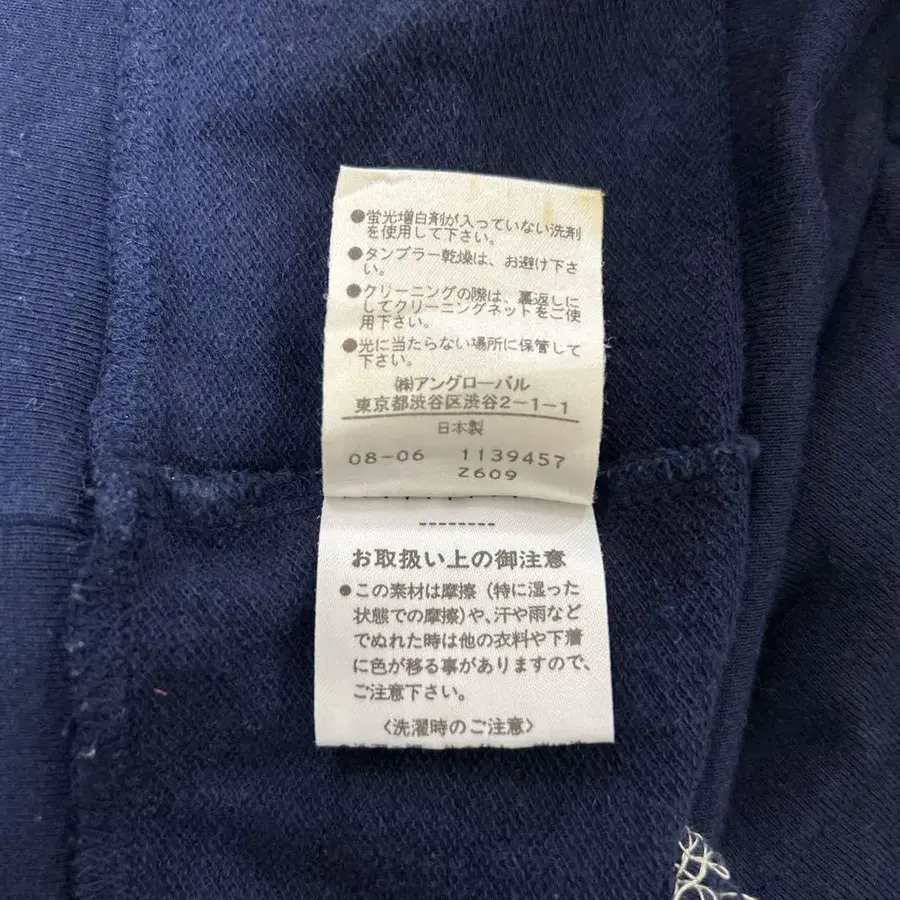 ●蛍光増白剤が入っていない洗剤
を使用して下さい。
●タンブラー乾燥は、お避け下さ
い。
●クリーニングの際は、裏返しに
してクリーニングネットをご使
用下さい。
●光に当たらない場所に保管して
下さい。
㈱アングローバル
東京都渋谷区渋谷2-1-1
日本製
08-06 1139457
Z609
--------
お取扱い上の御注意
●この素材は摩擦（特に湿った
状態での摩擦）や、汗や雨など
でぬれた時は他の衣料や下着
に色が移る事がありますので、
ご注意下さい。
〈洗濯時のご注意〉